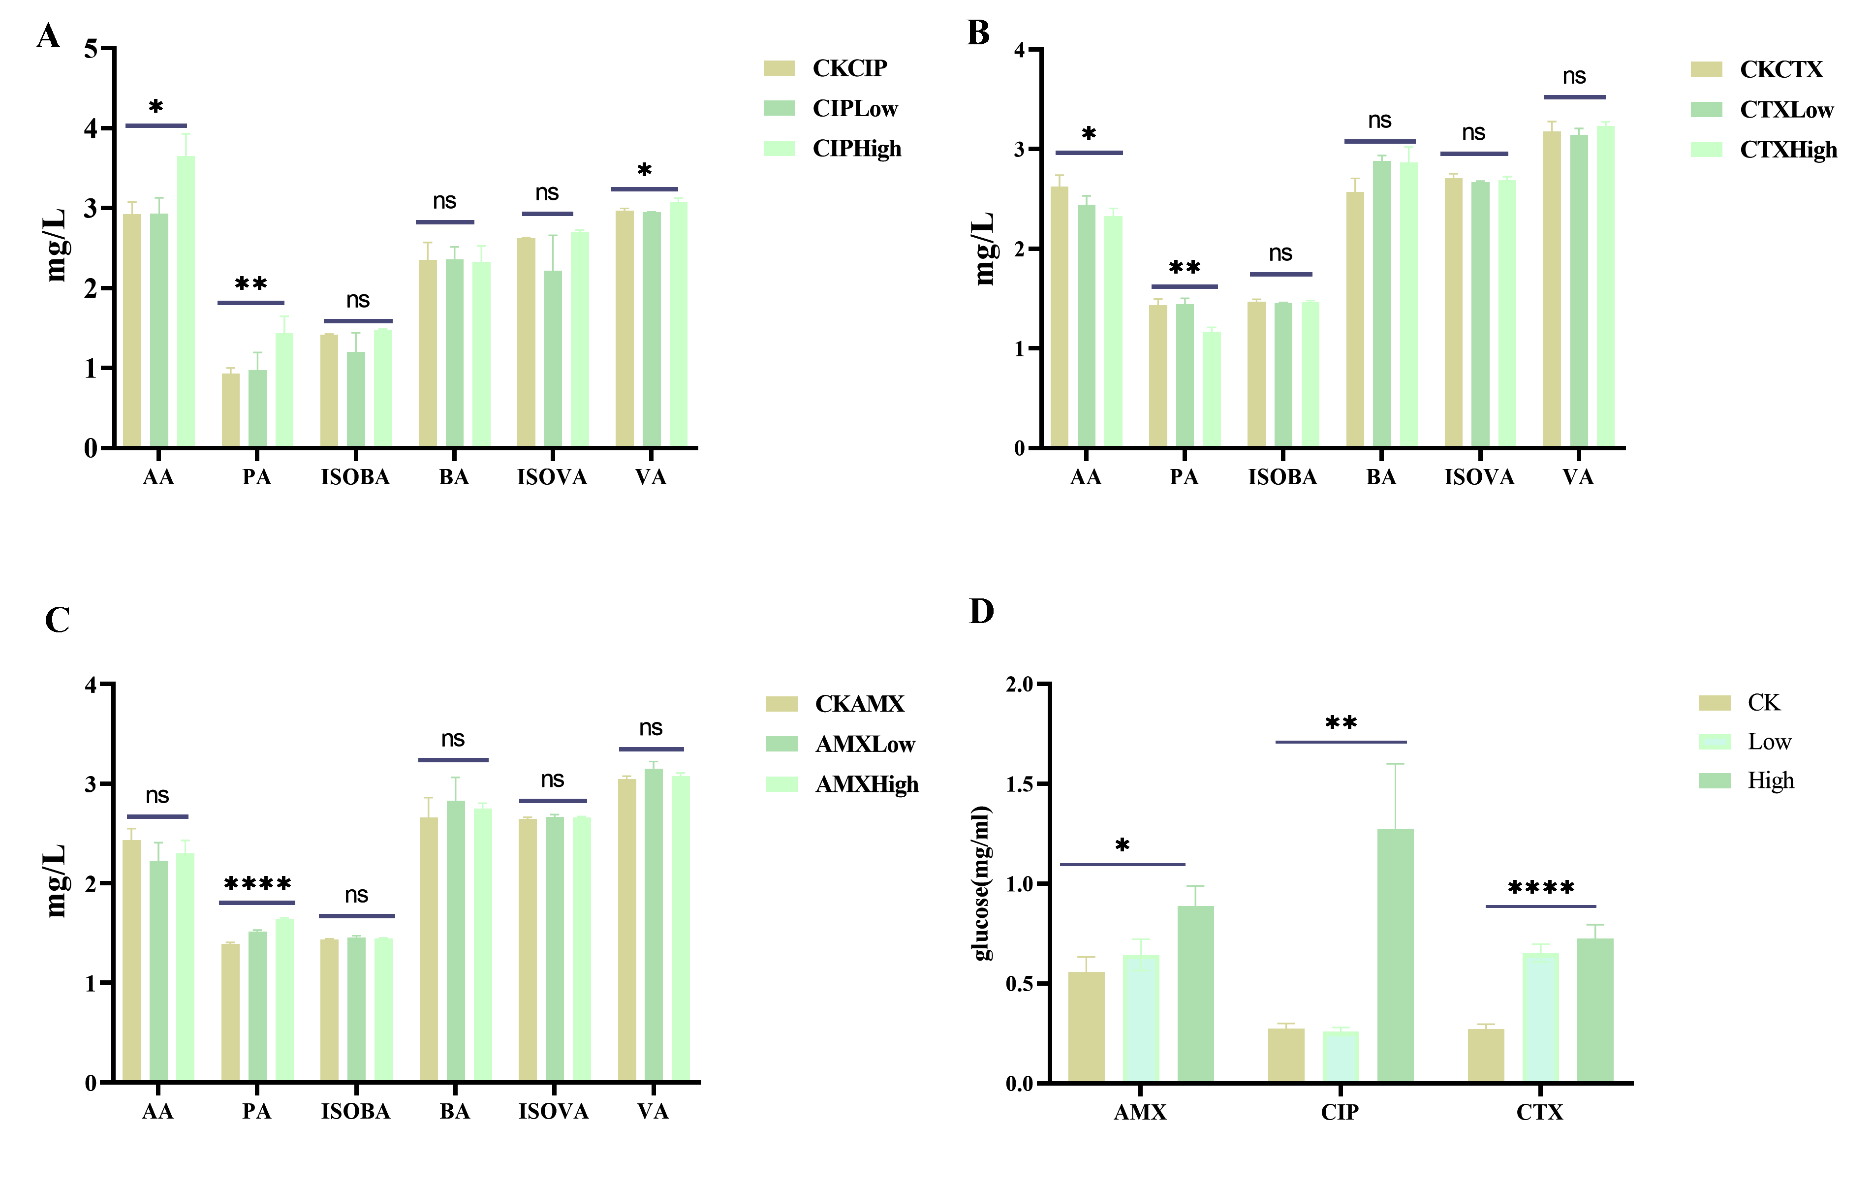 A
5
4
3
2
1
0
mg/L
*
**
ns
ns
ns
*
AA PA ISOBA BA ISOVA VA
CKCIP
CIPLow
CIPHigh
B
4
3
2
1
0
mg/L
*
**
ns
ns
ns
ns
AA PA ISOBA BA ISOVA VA
CKCTX
CTXLow
CTXHigh
C
4
3
2
1
0
mg/L
ns
****
ns
ns
ns
ns
AA PA ISOBA BA ISOVA VA
CKAMX
AMXLow
AMXHigh
D
2.0
1.5
1.0
0.5
0.0
glucose(mg/ml)
*
**
****
AMX CIP CTX
CK
Low
High